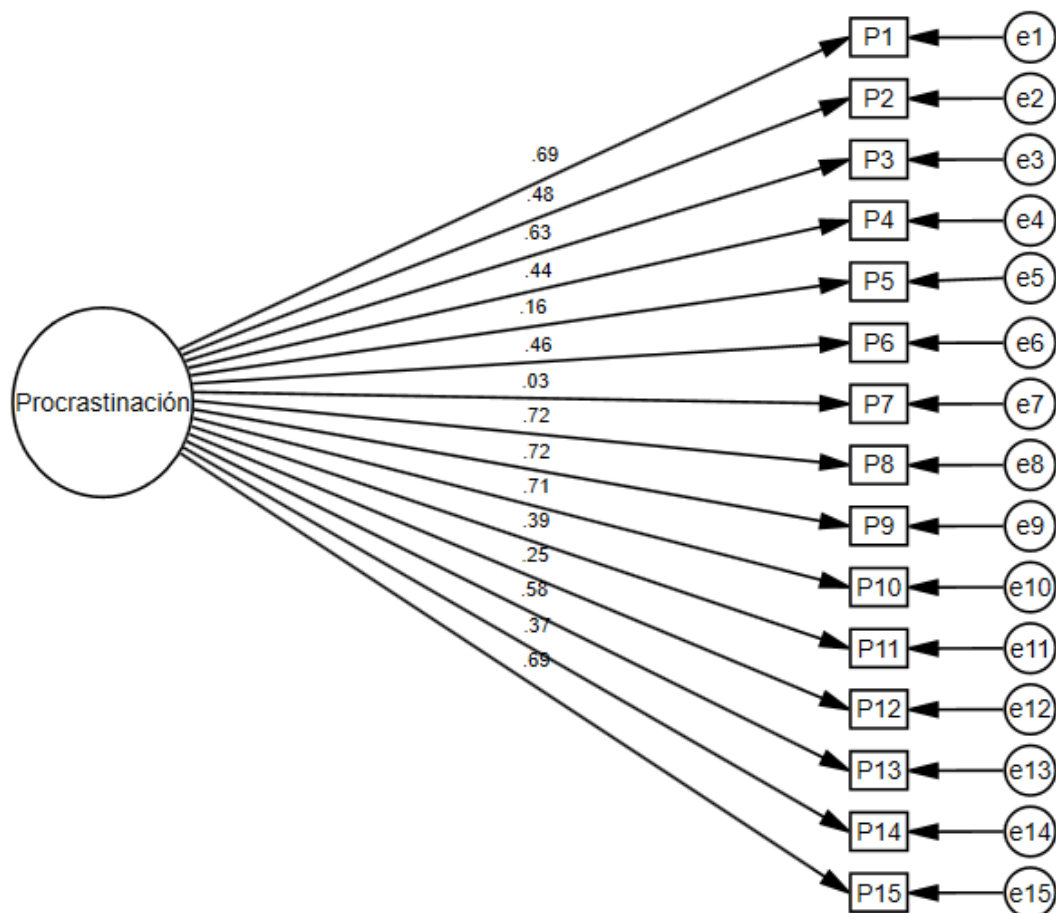 P1 e1
P2 e2
.69
P3 e3
.48
P4 e4
.63
.44
P5 e5
.16
P6 e6
.46
.03
Procrastinación
P7 e7
.72
.72
P8 e8
.71
P9 e9
.39
.25
P10 e10
.58
.37
P11 e11
.69
P12 e12
P13 e13
P14 e14
P15 e15